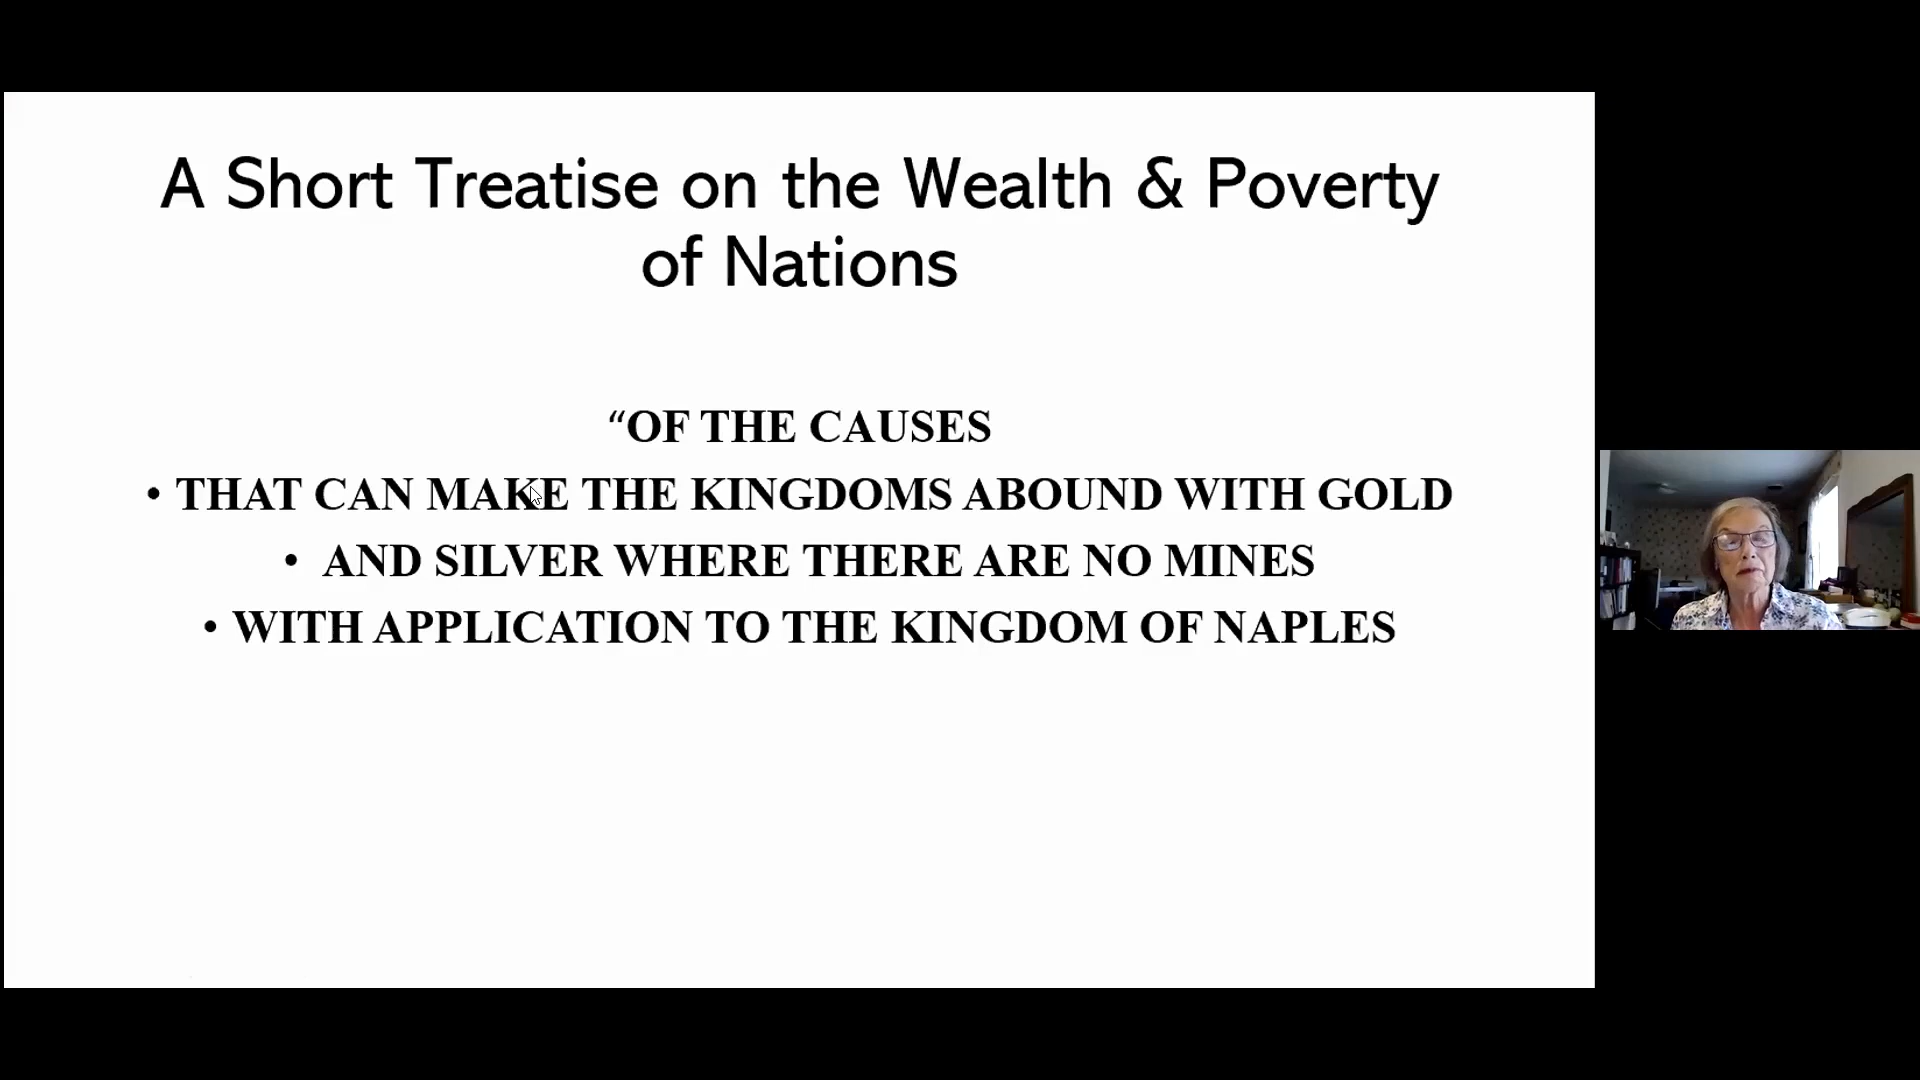 A Short Treatise on the Wealth & Poverty
of Nations
“OF THE CAUSES
• THAT CAN MAKE THE KINGDOMS ABOUND WITH GOLD
• AND SILVER WHERE THERE ARE NO MINES
• WITH APPLICATION TO THE KINGDOM OF NAPLES